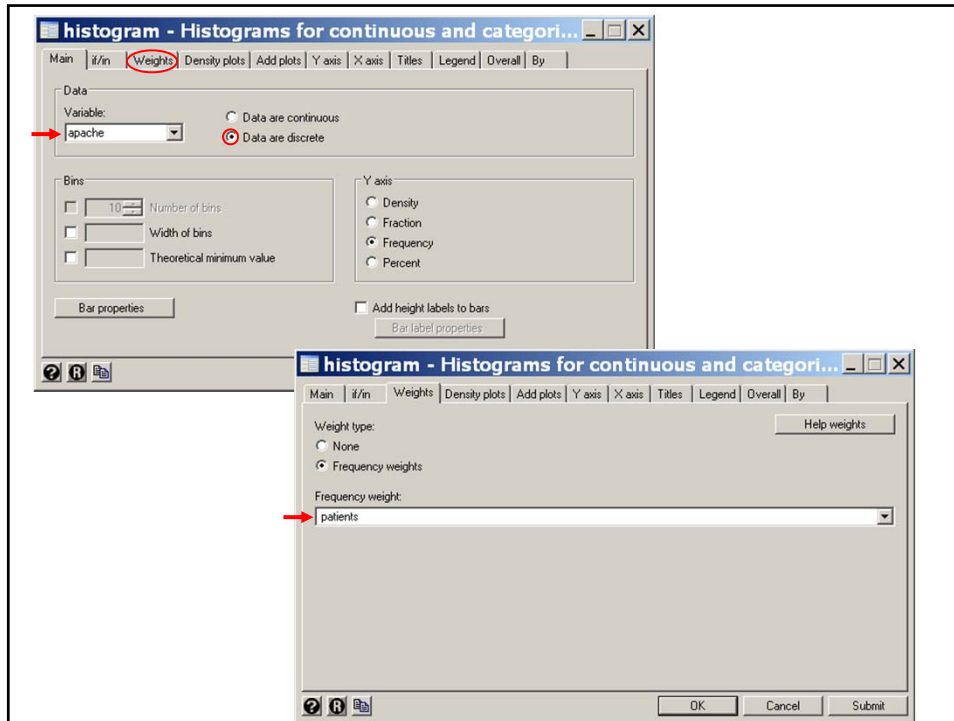 histogram - Histograms for continuous and categori...
Main if/in Weights Density plots Add plots Y axis X axis Titles Legend Overall By
Data
Variable:
apache
Data are continuous
Data are discrete
Bins
10 Number of bins
Width of bins
Theoretical minimum value
Y axis
Density
Fraction
Frequency
Percent
Bar properties
Add height labels to bars
Bar label properties
? R
histogram - Histograms for continuous and categori...
Main if/in Weights Density plots Add plots Y axis X axis Titles Legend Overall By
Weight type:
Help weights
None
Frequency weights
Frequency weight:
patients
? R
OK Cancel Submit